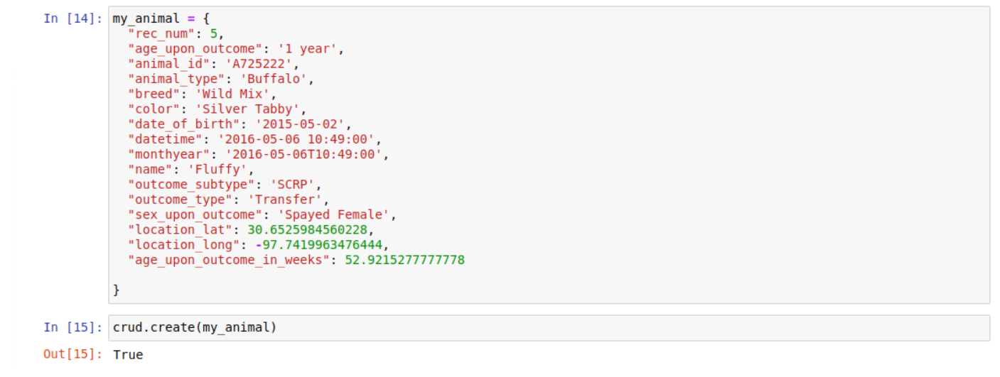 In [14]: my_animal = {
"rec_num": 5,
"age_upon_outcome": '1 year',
"animal_id": 'A725222',
"animal_type": 'Buffalo',
"breed": 'Wild Mix',
"color": 'Silver Tabby',
"date_of_birth": '2015-05-02',
"datetime": '2016-05-06 10:49:00',
"monthyear": '2016-05-06T10:49:00',
"name": 'Fluffy',
"outcome_subtype": 'SCRP',
"outcome_type": 'Transfer',
"sex_upon_outcome": 'Spayed Female',
"location_lat": 30.6525984560228,
"location_long": -97.7419963476444,
"age_upon_outcome_in_weeks": 52.9215277777778
}
In [15]: crud.create(my_animal)
Out[15]: True